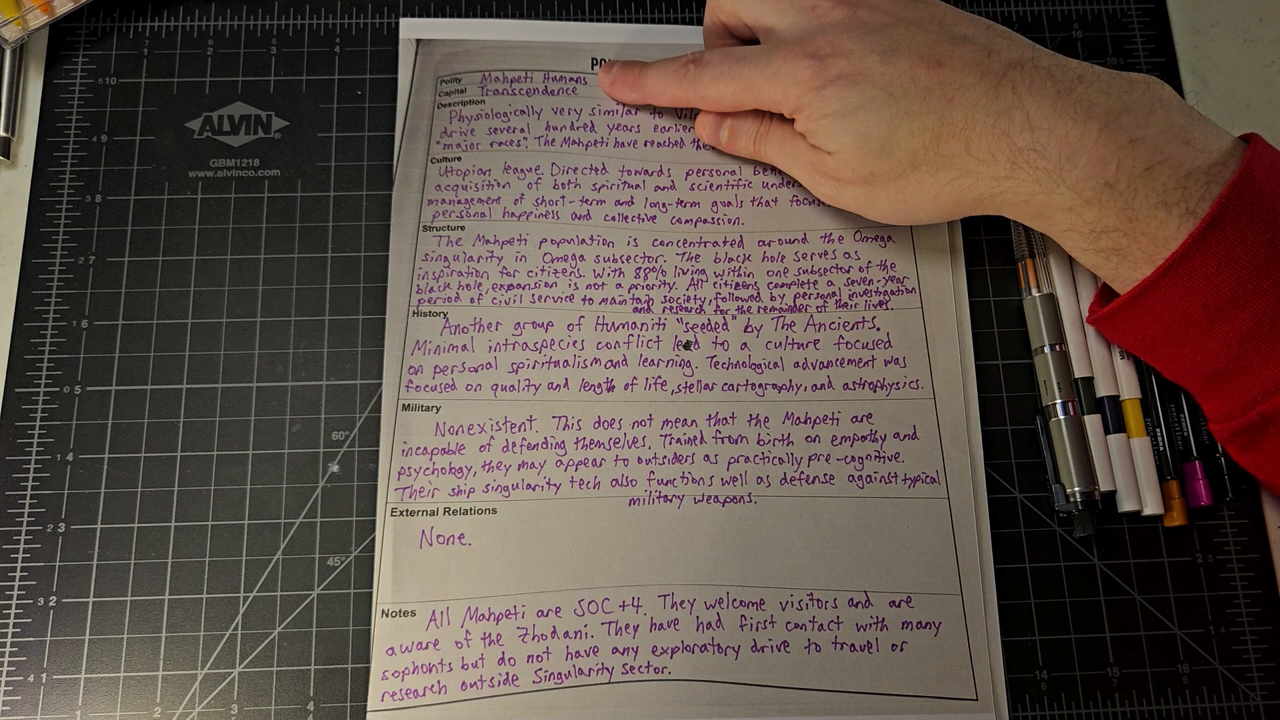 ALVIN
GBM1218
www.alvinco.com
Polity Mahpeti Humans
Capital Transcendence
Description
Physiologically very similar to
drive several hundred years earlier
"major races". The Mahpeti have reached
Culture
Utopian league. Directed towards personal
acquisition of both spiritual and scientific
management of short-term and long-term goals that
personal happiness and collective compassion.
Structure
The Mahpeti population is concentrated around the Omega
singularity in Omega subsector. The black hole serves as
inspiration for citizens. With 88% living within one subsector of the
black hole, expansion is not a priority. All citizens complete a seven-year
period of civil service to maintain society, followed by personal investigation
and research for the remainder of their lives.
History
Another group of Humaniti "seeded" by The Ancients.
Minimal intraspecies conflict lead to a culture focused
on personal spiritualism and learning. Technological advancement was
focused on quality and length of life, stellar cartography, and astrophysics.
Military
Nonexistent. This does not mean that the Mahpeti are
incapable of defending themselves. Trained from birth on empathy and
psychology, they may appear to outsiders as practically pre-cognitive.
Their ship singularity tech also functions well as defense against typical
military weapons.
External Relations
None.
Notes All Mahpeti are SOC +4. They welcome visitors and are
aware of the Zhodani. They have had first contact with many
sophonts but do not have any exploratory drive to travel or
research outside Singularity sector.